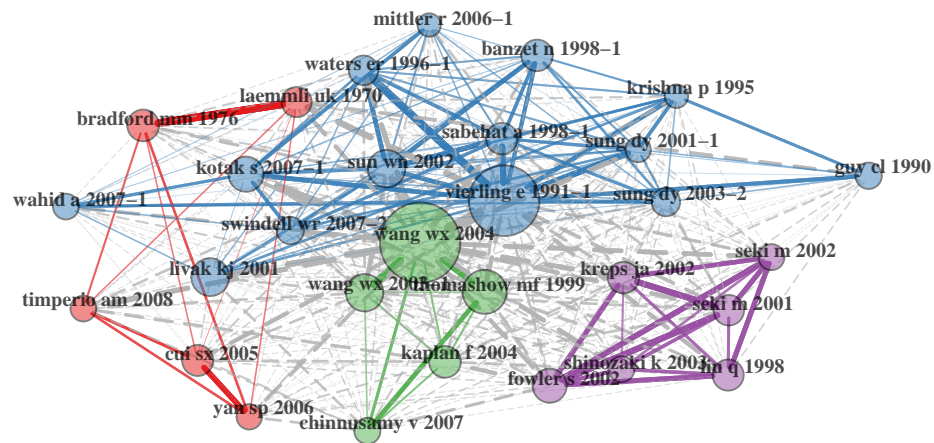 mittler r 2006−1
banzet n 1998−1
waters er 1996−1
krishna p 1995
laemmli uk 1970
bradford mm 1976
sabehat a 1998−1
sung dy 2001−1
sun wn 2002
kotak s 2007−1
guy cl 1990
vierling e 1991−1
sung dy 2003−2
wahid a 2007−1
swindell wr 2007−2
wang wx 2004
seki m 2002
livak kj 2001
kreps ja 2002
wang wx 2003−1
thomashow mf 1999
timperio am 2008
seki m 2001
cui sx 2005
kaplan f 2004
shinozaki k 2003
lin q 1998
fowler s 2002
yan sp 2006
chinnusamy v 2007